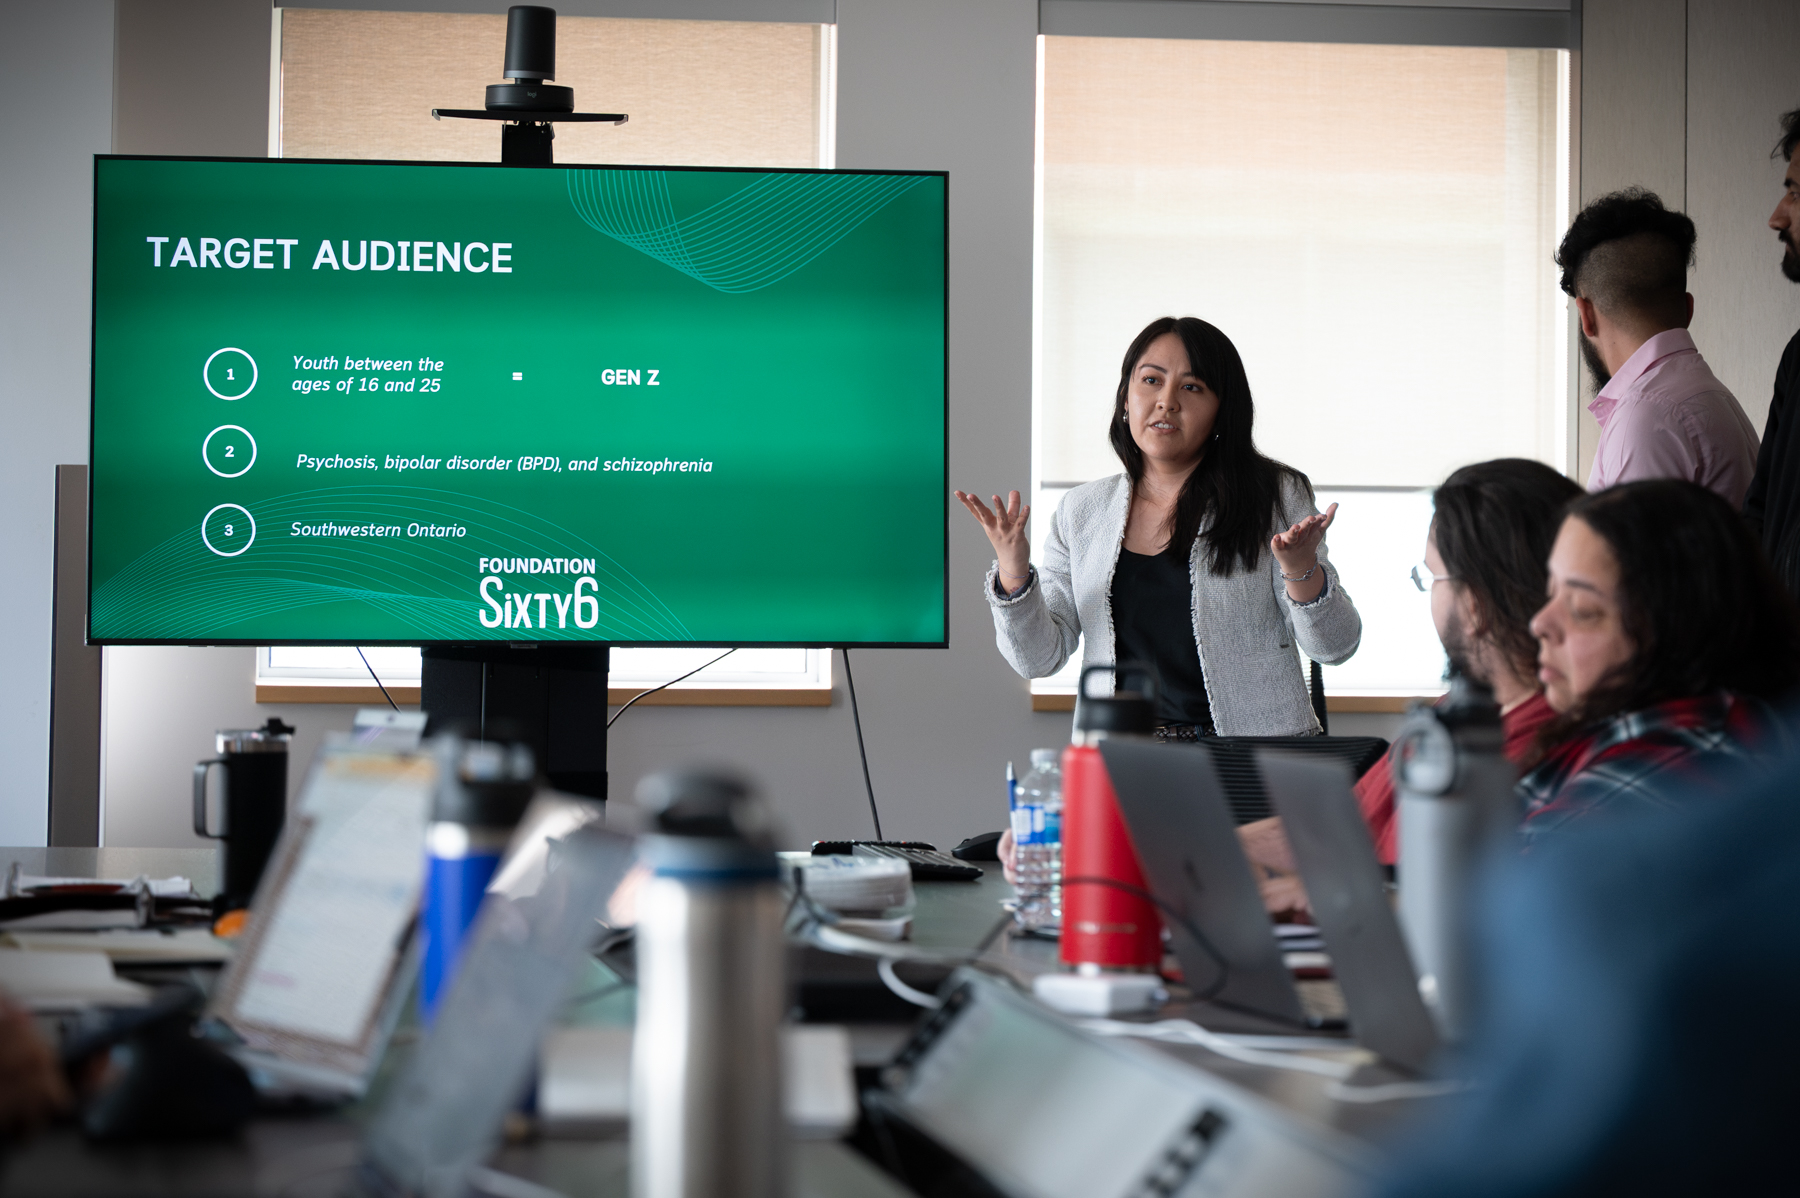 TARGET AUDIENCE
1
Youth between the
ages of 16 and 25
=
GEN Z
2
Psychosis, bipolar disorder (BPD), and schizophrenia
3
Southwestern Ontario
FOUNDATION
SiXTY6
logi